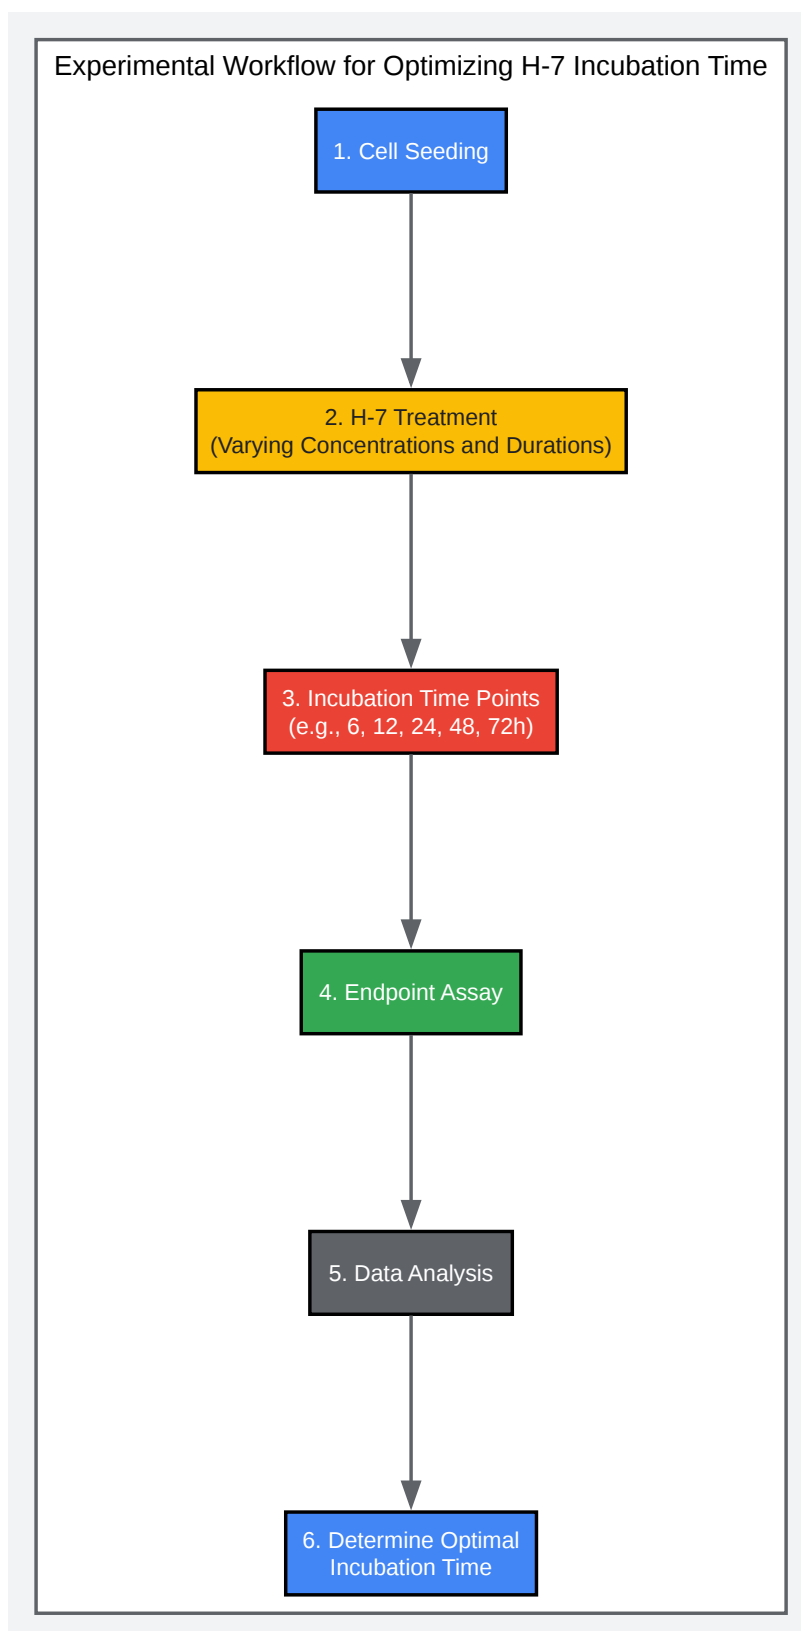 Experimental Workflow for Optimizing H-7 Incubation Time
1. Cell Seeding
2. H-7 Treatment
(Varying Concentrations and Durations)
3. Incubation Time Points
(e.g., 6, 12, 24, 48, 72h)
4. Endpoint Assay
5. Data Analysis
6. Determine Optimal
Incubation Time